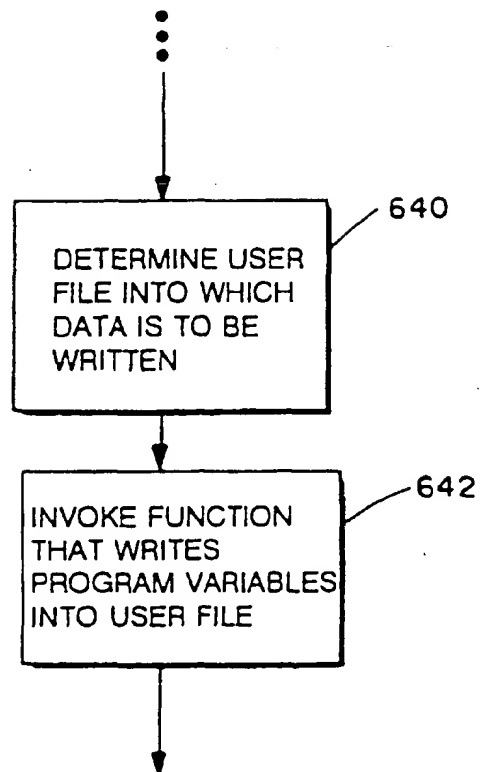 640
DETERMINE USER
FILE INTO WHICH
DATA IS TO BE
WRITTEN
642
INVOKE FUNCTION
THAT WRITES
PROGRAM VARIABLES
INTO USER FILE